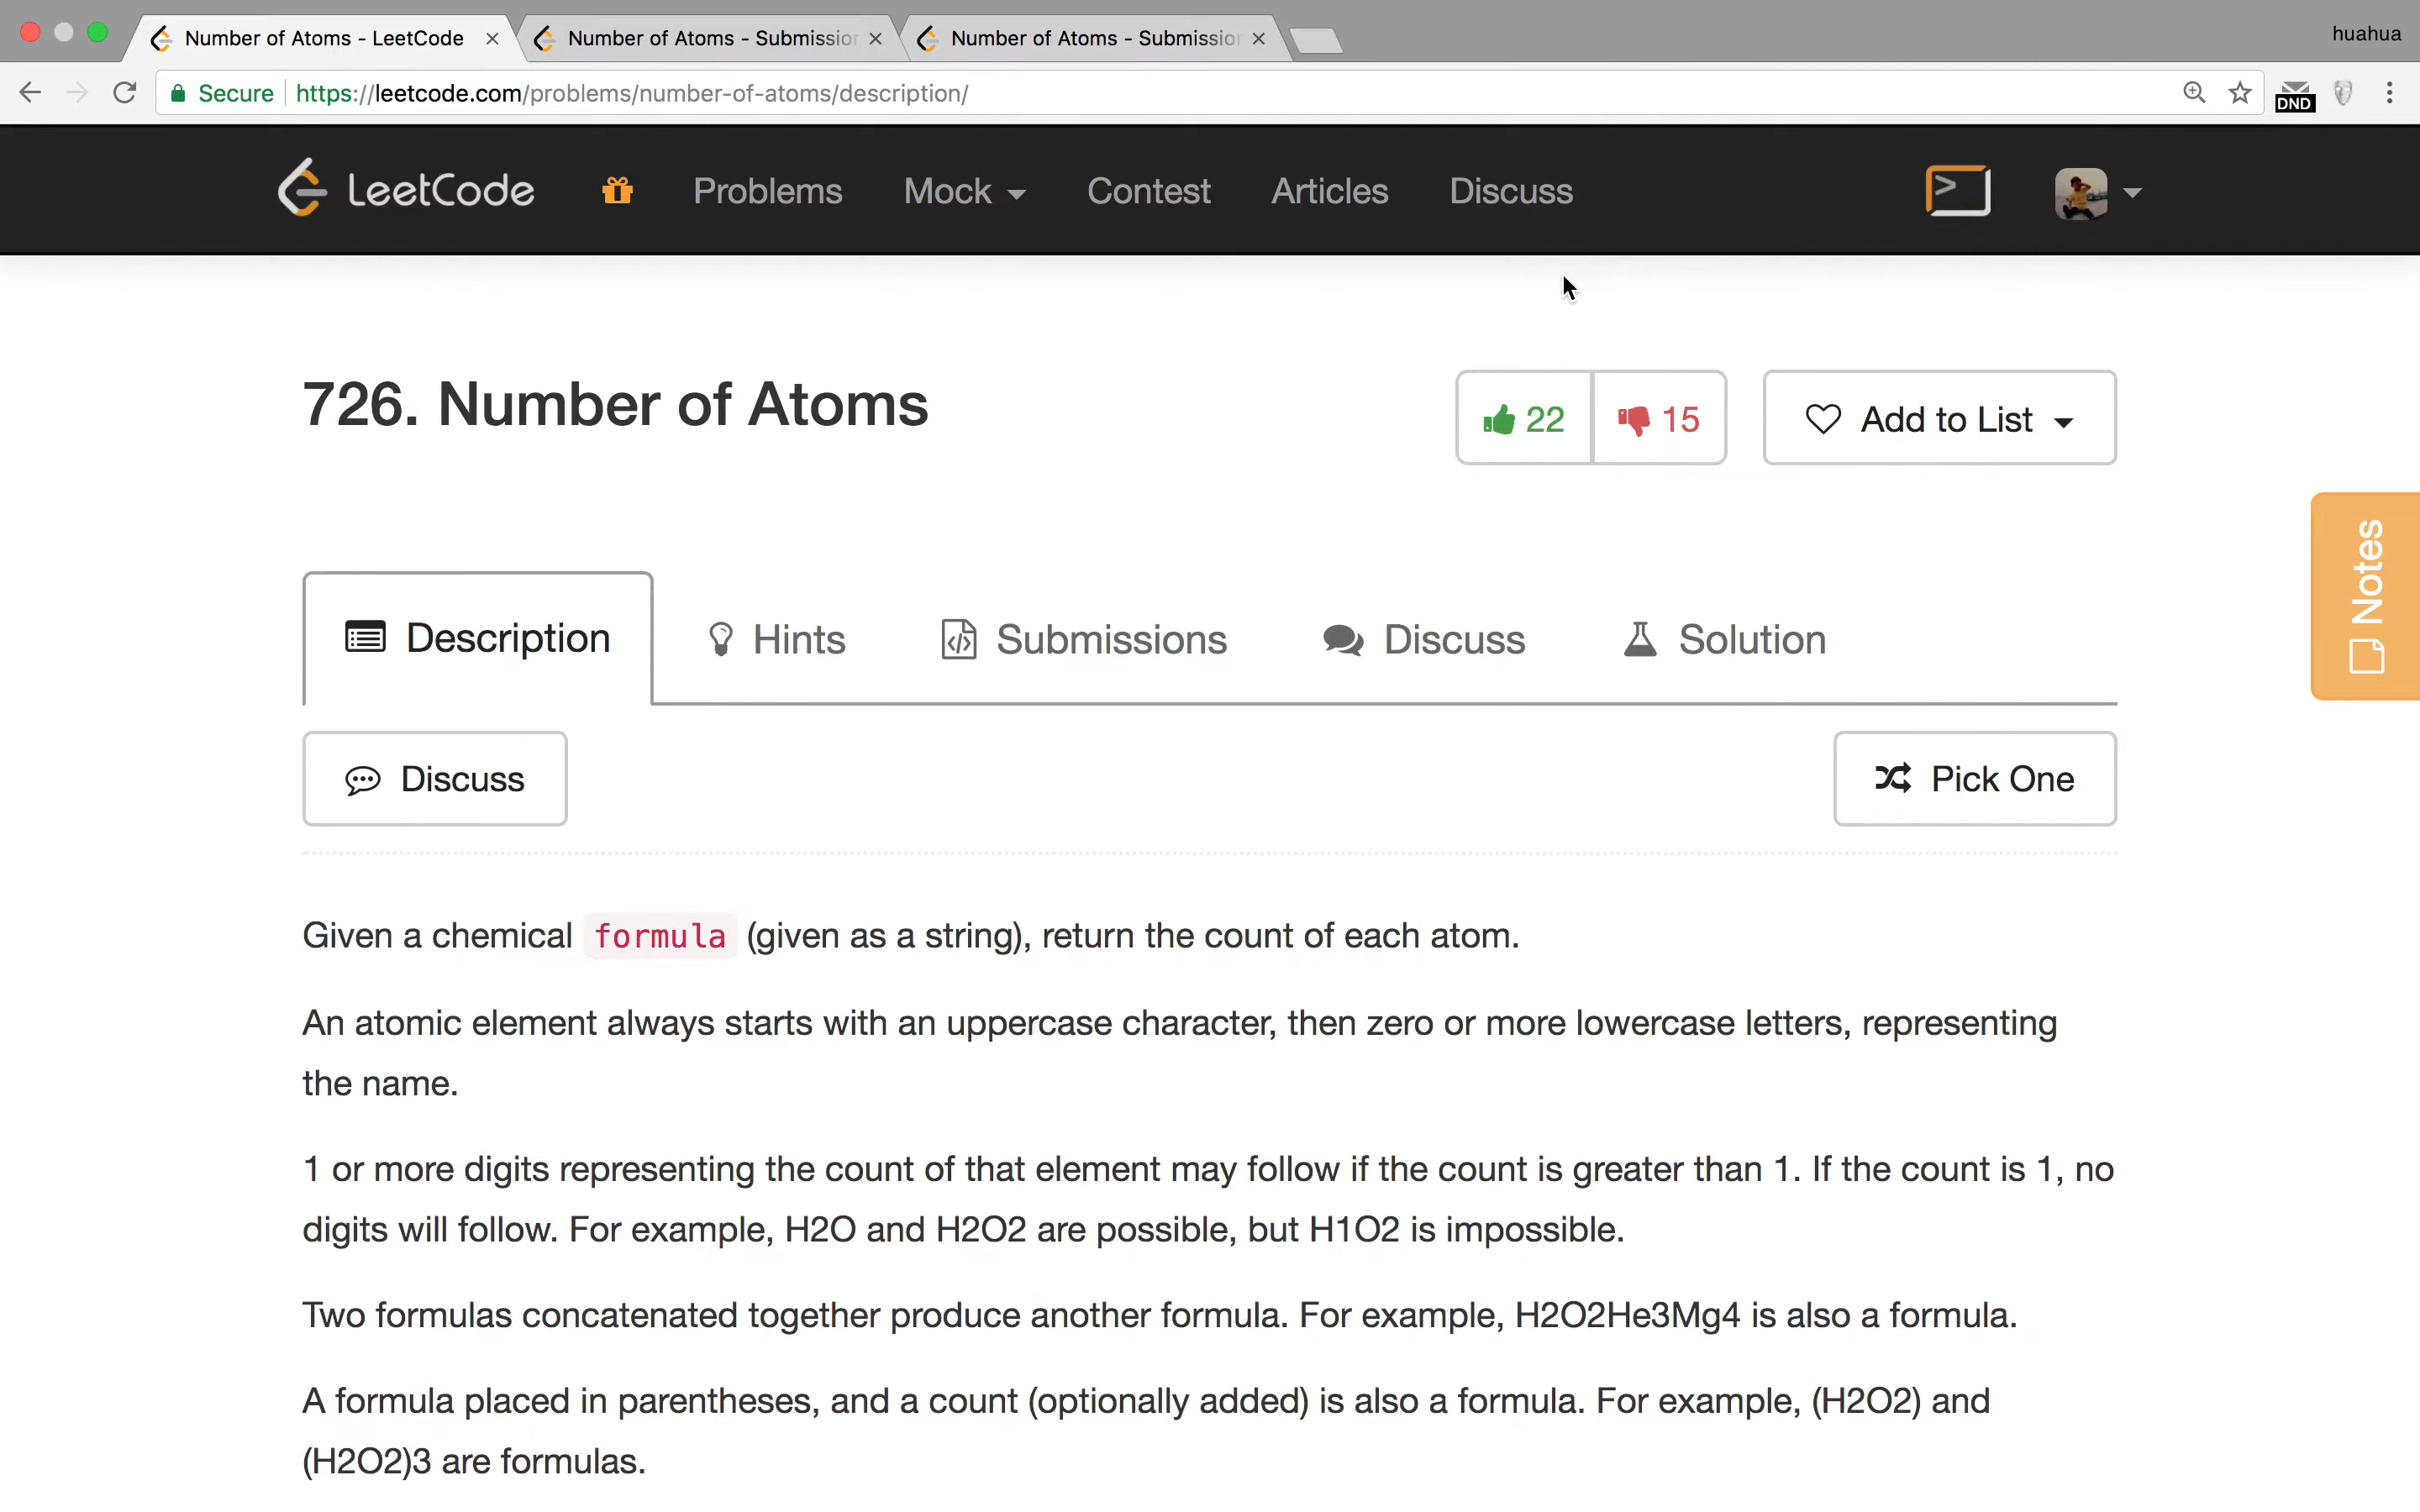 Number of Atoms - LeetCode
Number of Atoms - Submission
Number of Atoms - Submission
huahua
Secure https://leetcode.com/problems/number-of-atoms/description/
DND
LeetCode Problems Mock Contest Articles Discuss
726. Number of Atoms
22 15 Add to List
Notes
Description Hints Submissions Discuss Solution
Discuss Pick One
Given a chemical formula (given as a string), return the count of each atom.
An atomic element always starts with an uppercase character, then zero or more lowercase letters, representing
the name.
1 or more digits representing the count of that element may follow if the count is greater than 1. If the count is 1, no
digits will follow. For example, H2O and H2O2 are possible, but H1O2 is impossible.
Two formulas concatenated together produce another formula. For example, H2O2He3Mg4 is also a formula.
A formula placed in parentheses, and a count (optionally added) is also a formula. For example, (H2O2) and
(H2O2)3 are formulas.